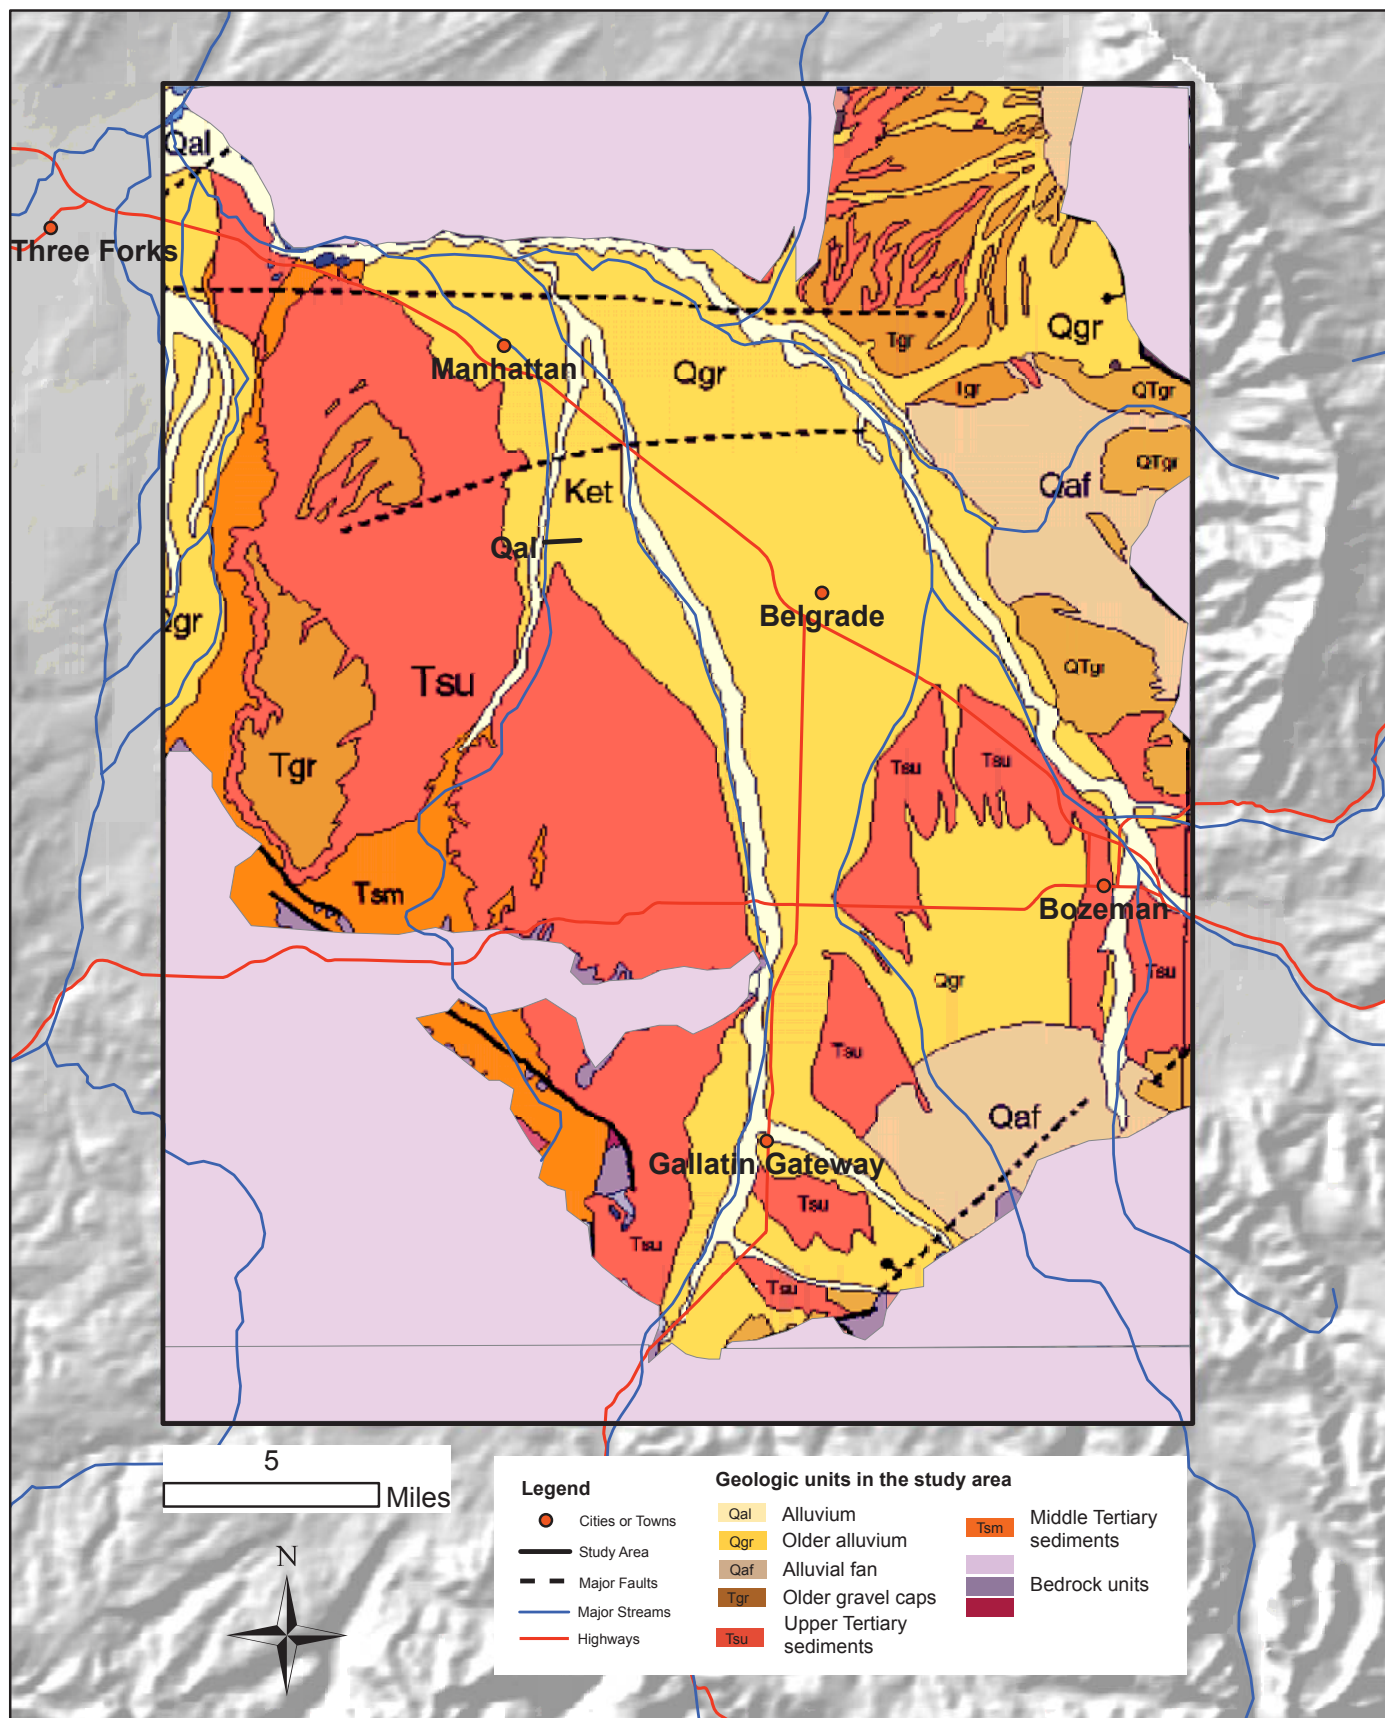 Qal
Three Forks
Manhattan
Qgr
Tgr
Qgr
Tgr
QTgr
QTgr
Qaf
Ket
Qal
Belgrade
Qgr
QTgr
Tsu
Tgr
Tsu
Tsu
Tsm
Bozeman
Tsu
Qgr
Tsu
Qaf
Gallatin Gateway
Tsu
Tsu
Tsu
5
Miles
N
Legend
Cities or Towns
Study Area
Major Faults
Major Streams
Highways
Geologic units in the study area
Qal Alluvium
Qgr Older alluvium
Qaf Alluvial fan
Tgr Older gravel caps
Tsu Upper Tertiary
sediments
Tsm Middle Tertiary
sediments
Bedrock units